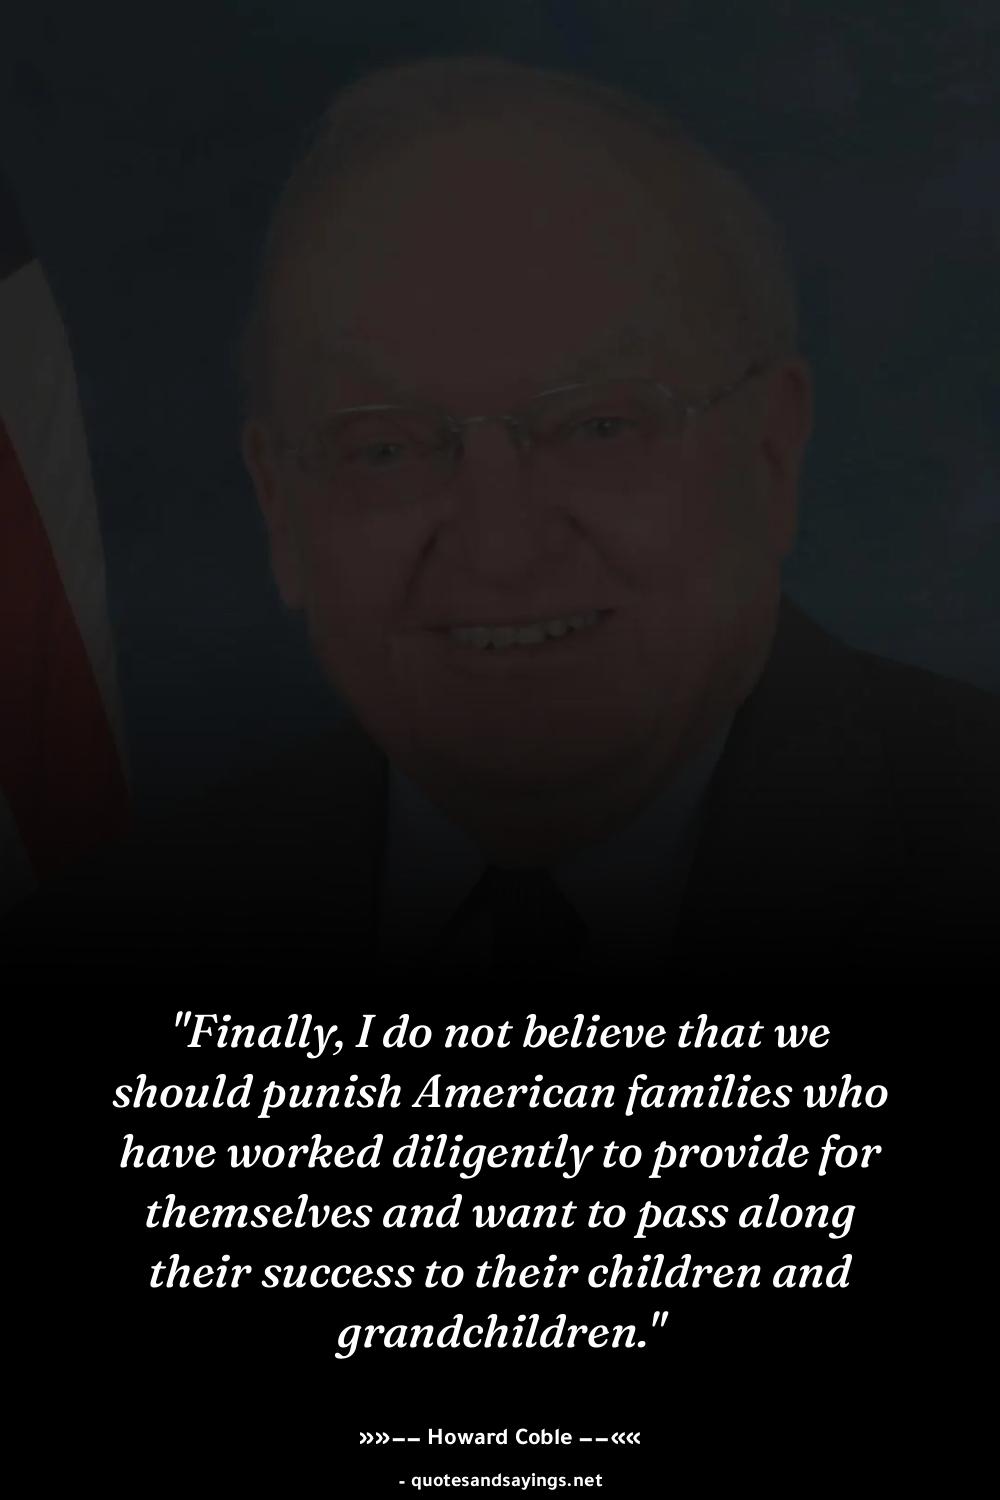 "Finally, I do not believe that we
should punish American families who
have worked diligently to provide for
themselves and want to pass along
their success to their children and
grandchildren."
»»–– Howard Coble ––««
- quotesandsayings.net